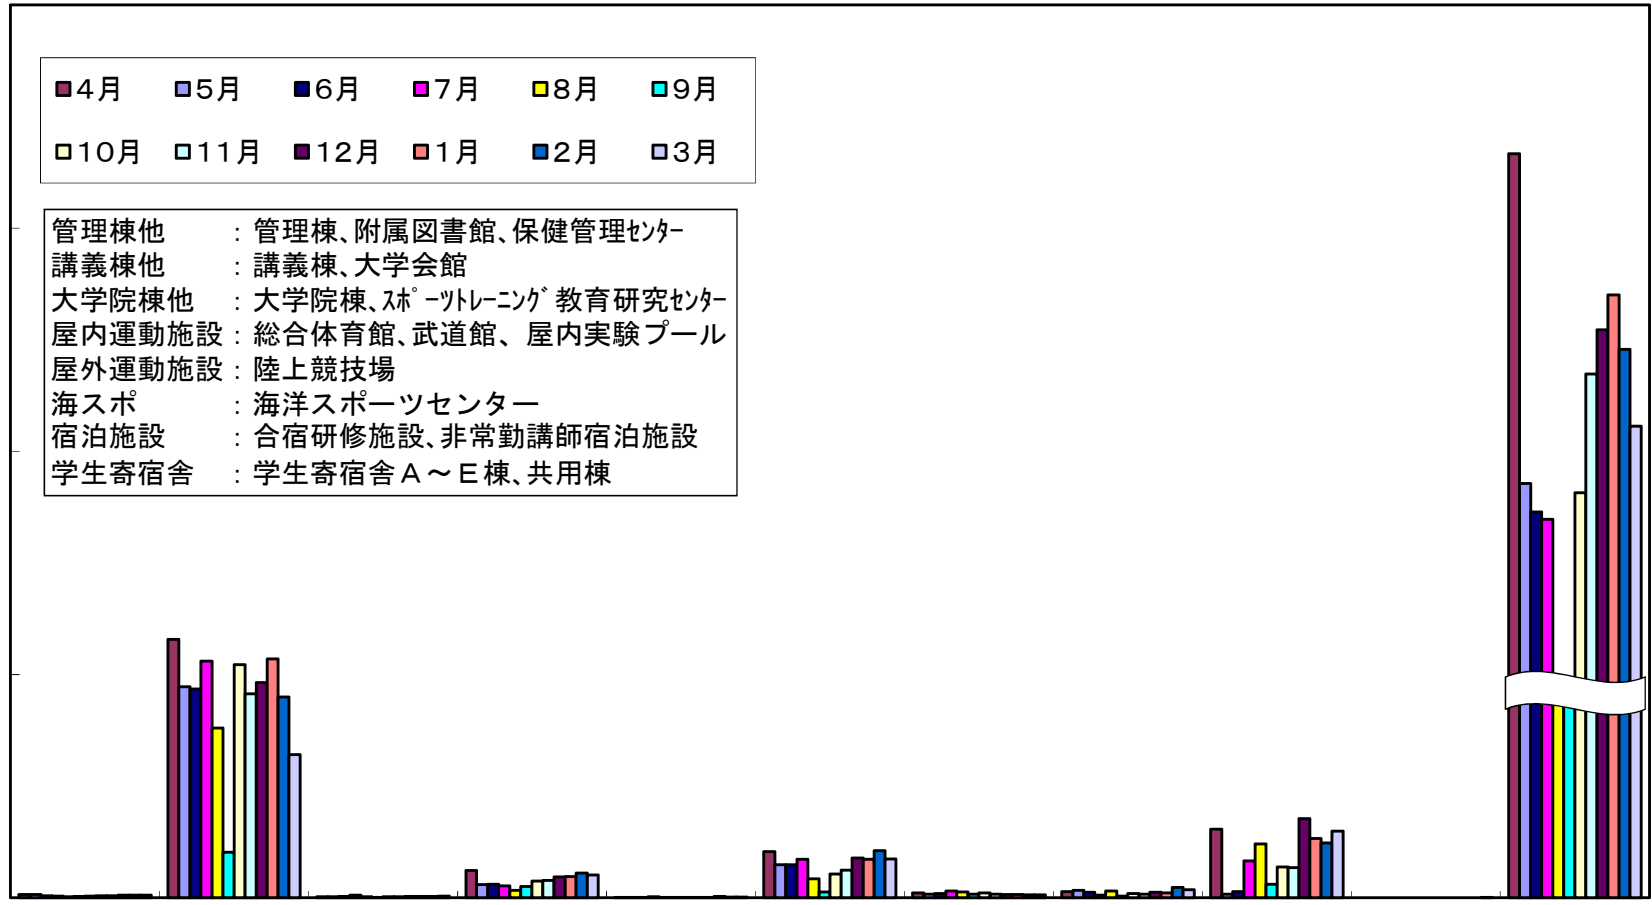 4月 5月 6月 7月 8月 9月
10月 11月 12月 1月 2月 3月
管理棟他 : 管理棟、附属図書館、保健管理ｾﾝﾀｰ
講義棟他 : 講義棟、大学会館
大学院棟他 : 大学院棟、ｽﾎﾟｰﾂﾄﾚｰﾆﾝｸﾞ教育研究ｾﾝﾀｰ
屋内運動施設 : 総合体育館、武道館、 屋内実験プール
屋外運動施設 : 陸上競技場
海スポ : 海洋スポーツセンター
宿泊施設 : 合宿研修施設、非常勤講師宿泊施設
学生寄宿舎 : 学生寄宿舎Ａ～Ｅ棟、共用棟